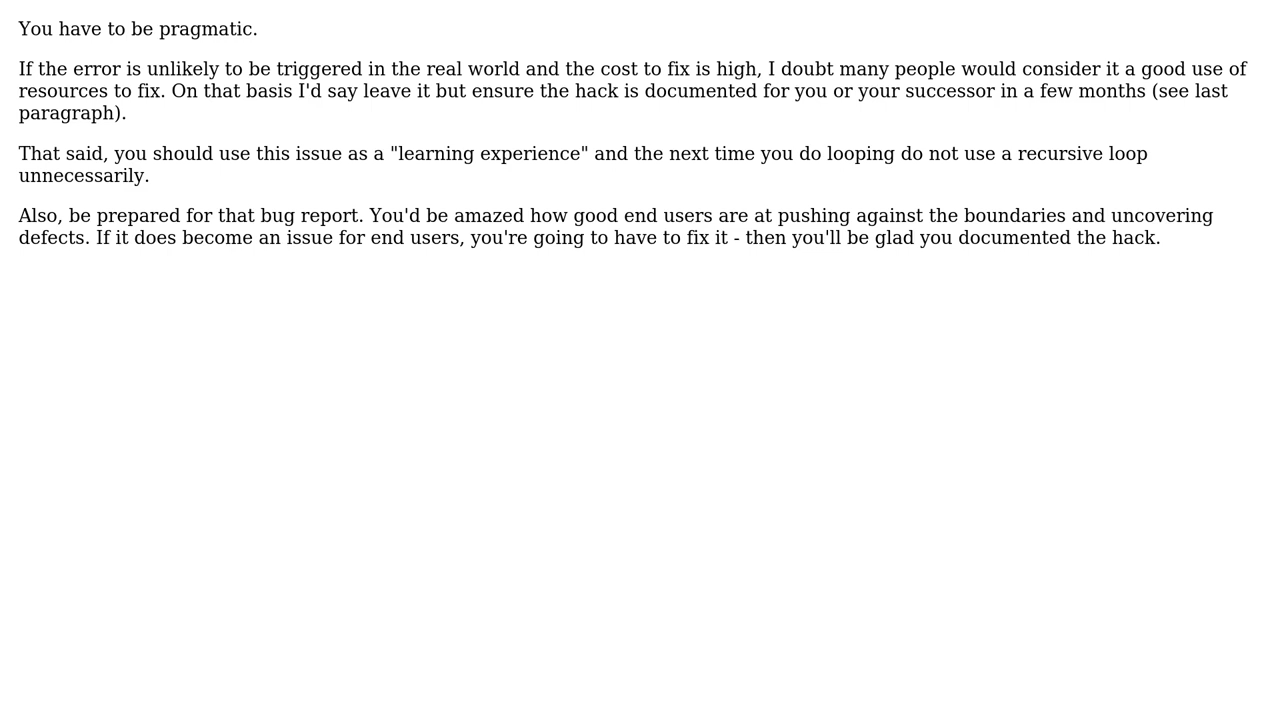 You have to be pragmatic.
If the error is unlikely to be triggered in the real world and the cost to fix is high, I doubt many people would consider it a good use of
resources to fix. On that basis I'd say leave it but ensure the hack is documented for you or your successor in a few months (see last
paragraph).
That said, you should use this issue as a "learning experience" and the next time you do looping do not use a recursive loop
unnecessarily.
Also, be prepared for that bug report. You'd be amazed how good end users are at pushing against the boundaries and uncovering
defects. If it does become an issue for end users, you're going to have to fix it - then you'll be glad you documented the hack.